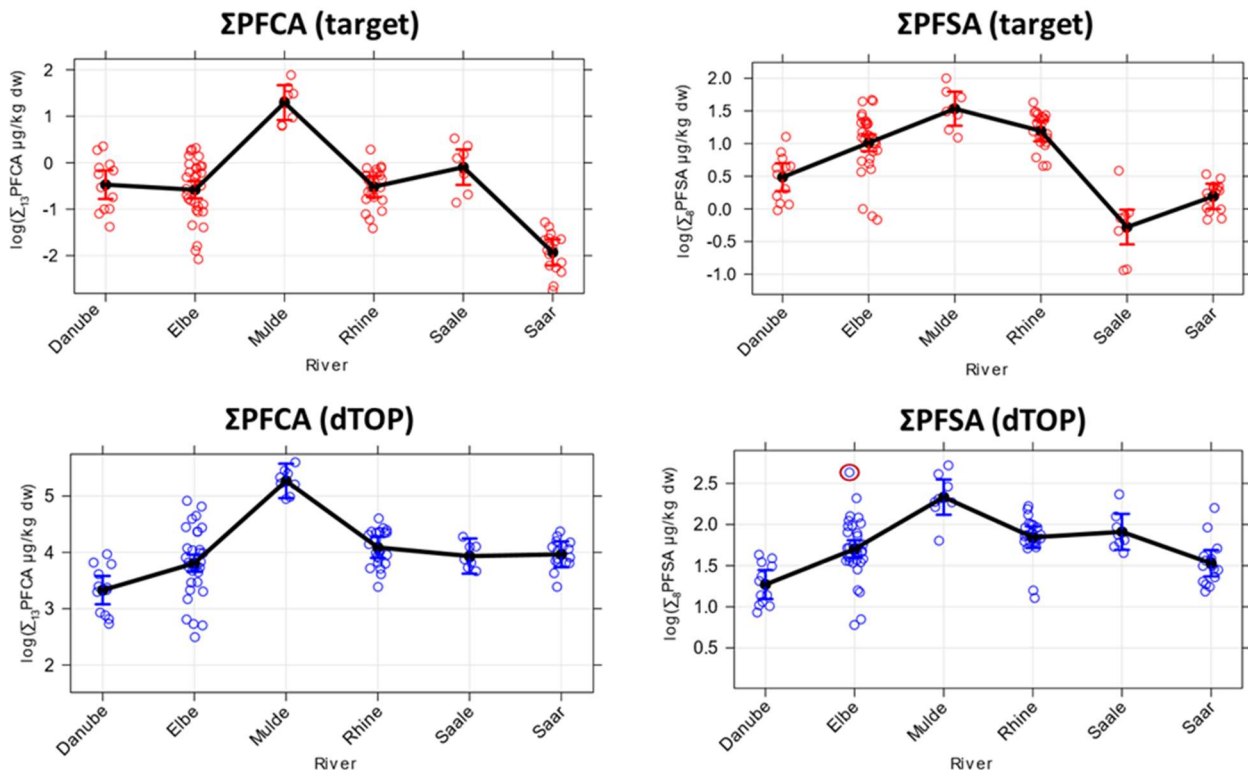 ΣPFCA (target)
log(Σ₁₃PFCA µg/kg dw)
2
1
0
-1
-2
Danube
Elbe
Mulde
Rhine
Saale
Saar
River
ΣPFSA (target)
log(Σ₈PFSA µg/kg dw)
2.0
1.5
1.0
0.5
0.0
-0.5
-1.0
Danube
Elbe
Mulde
Rhine
Saale
Saar
River
ΣPFCA (dTOP)
log(Σ₁₃PFCA µg/kg dw)
5
4
3
2
Danube
Elbe
Mulde
Rhine
Saale
Saar
River
ΣPFSA (dTOP)
log(Σ₈PFSA µg/kg dw)
2.5
2.0
1.5
1.0
0.5
Danube
Elbe
Mulde
Rhine
Saale
Saar
River